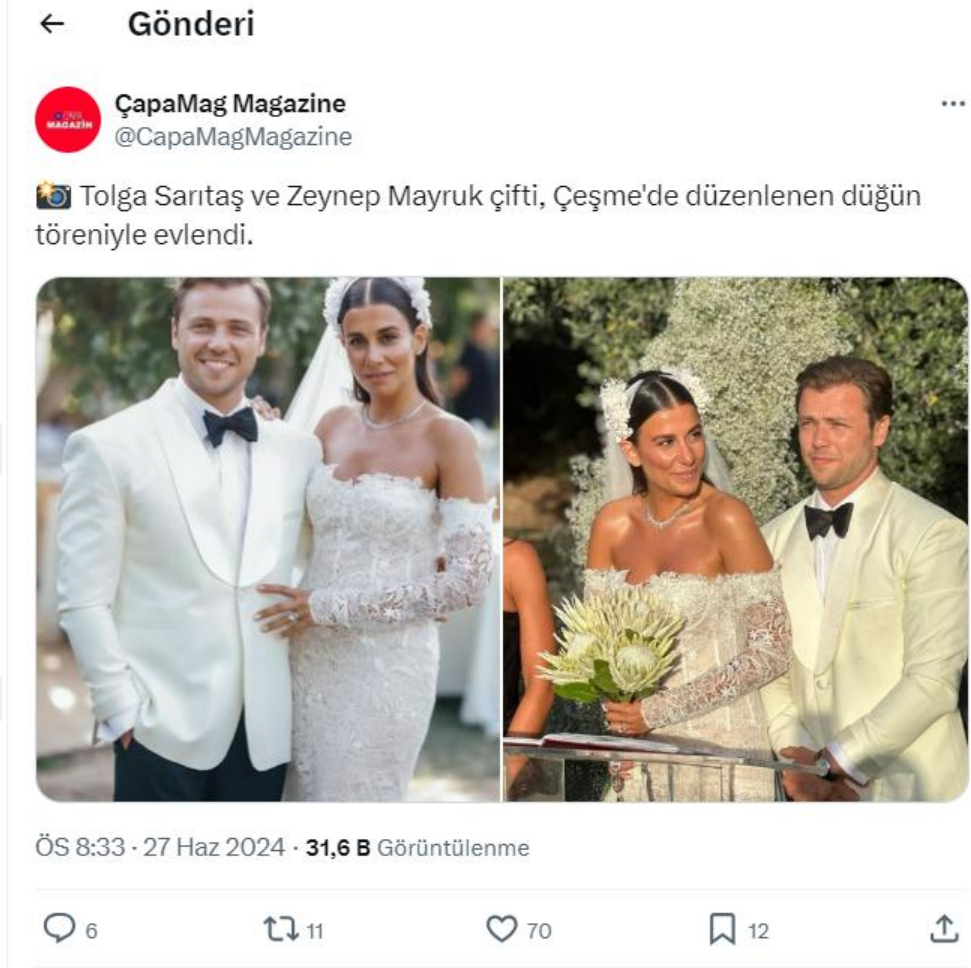 Gönderi
MAGAZİN
ÇapaMag Magazine
@CapaMagMagazine
Tolga Sarıtaş ve Zeynep Mayruk çifti, Çeşme'de düzenlenen düğün
töreniyle evlendi.
ÖS 8:33 · 27 Haz 2024 · 31,6 B Görüntülenme
6 11 70 12